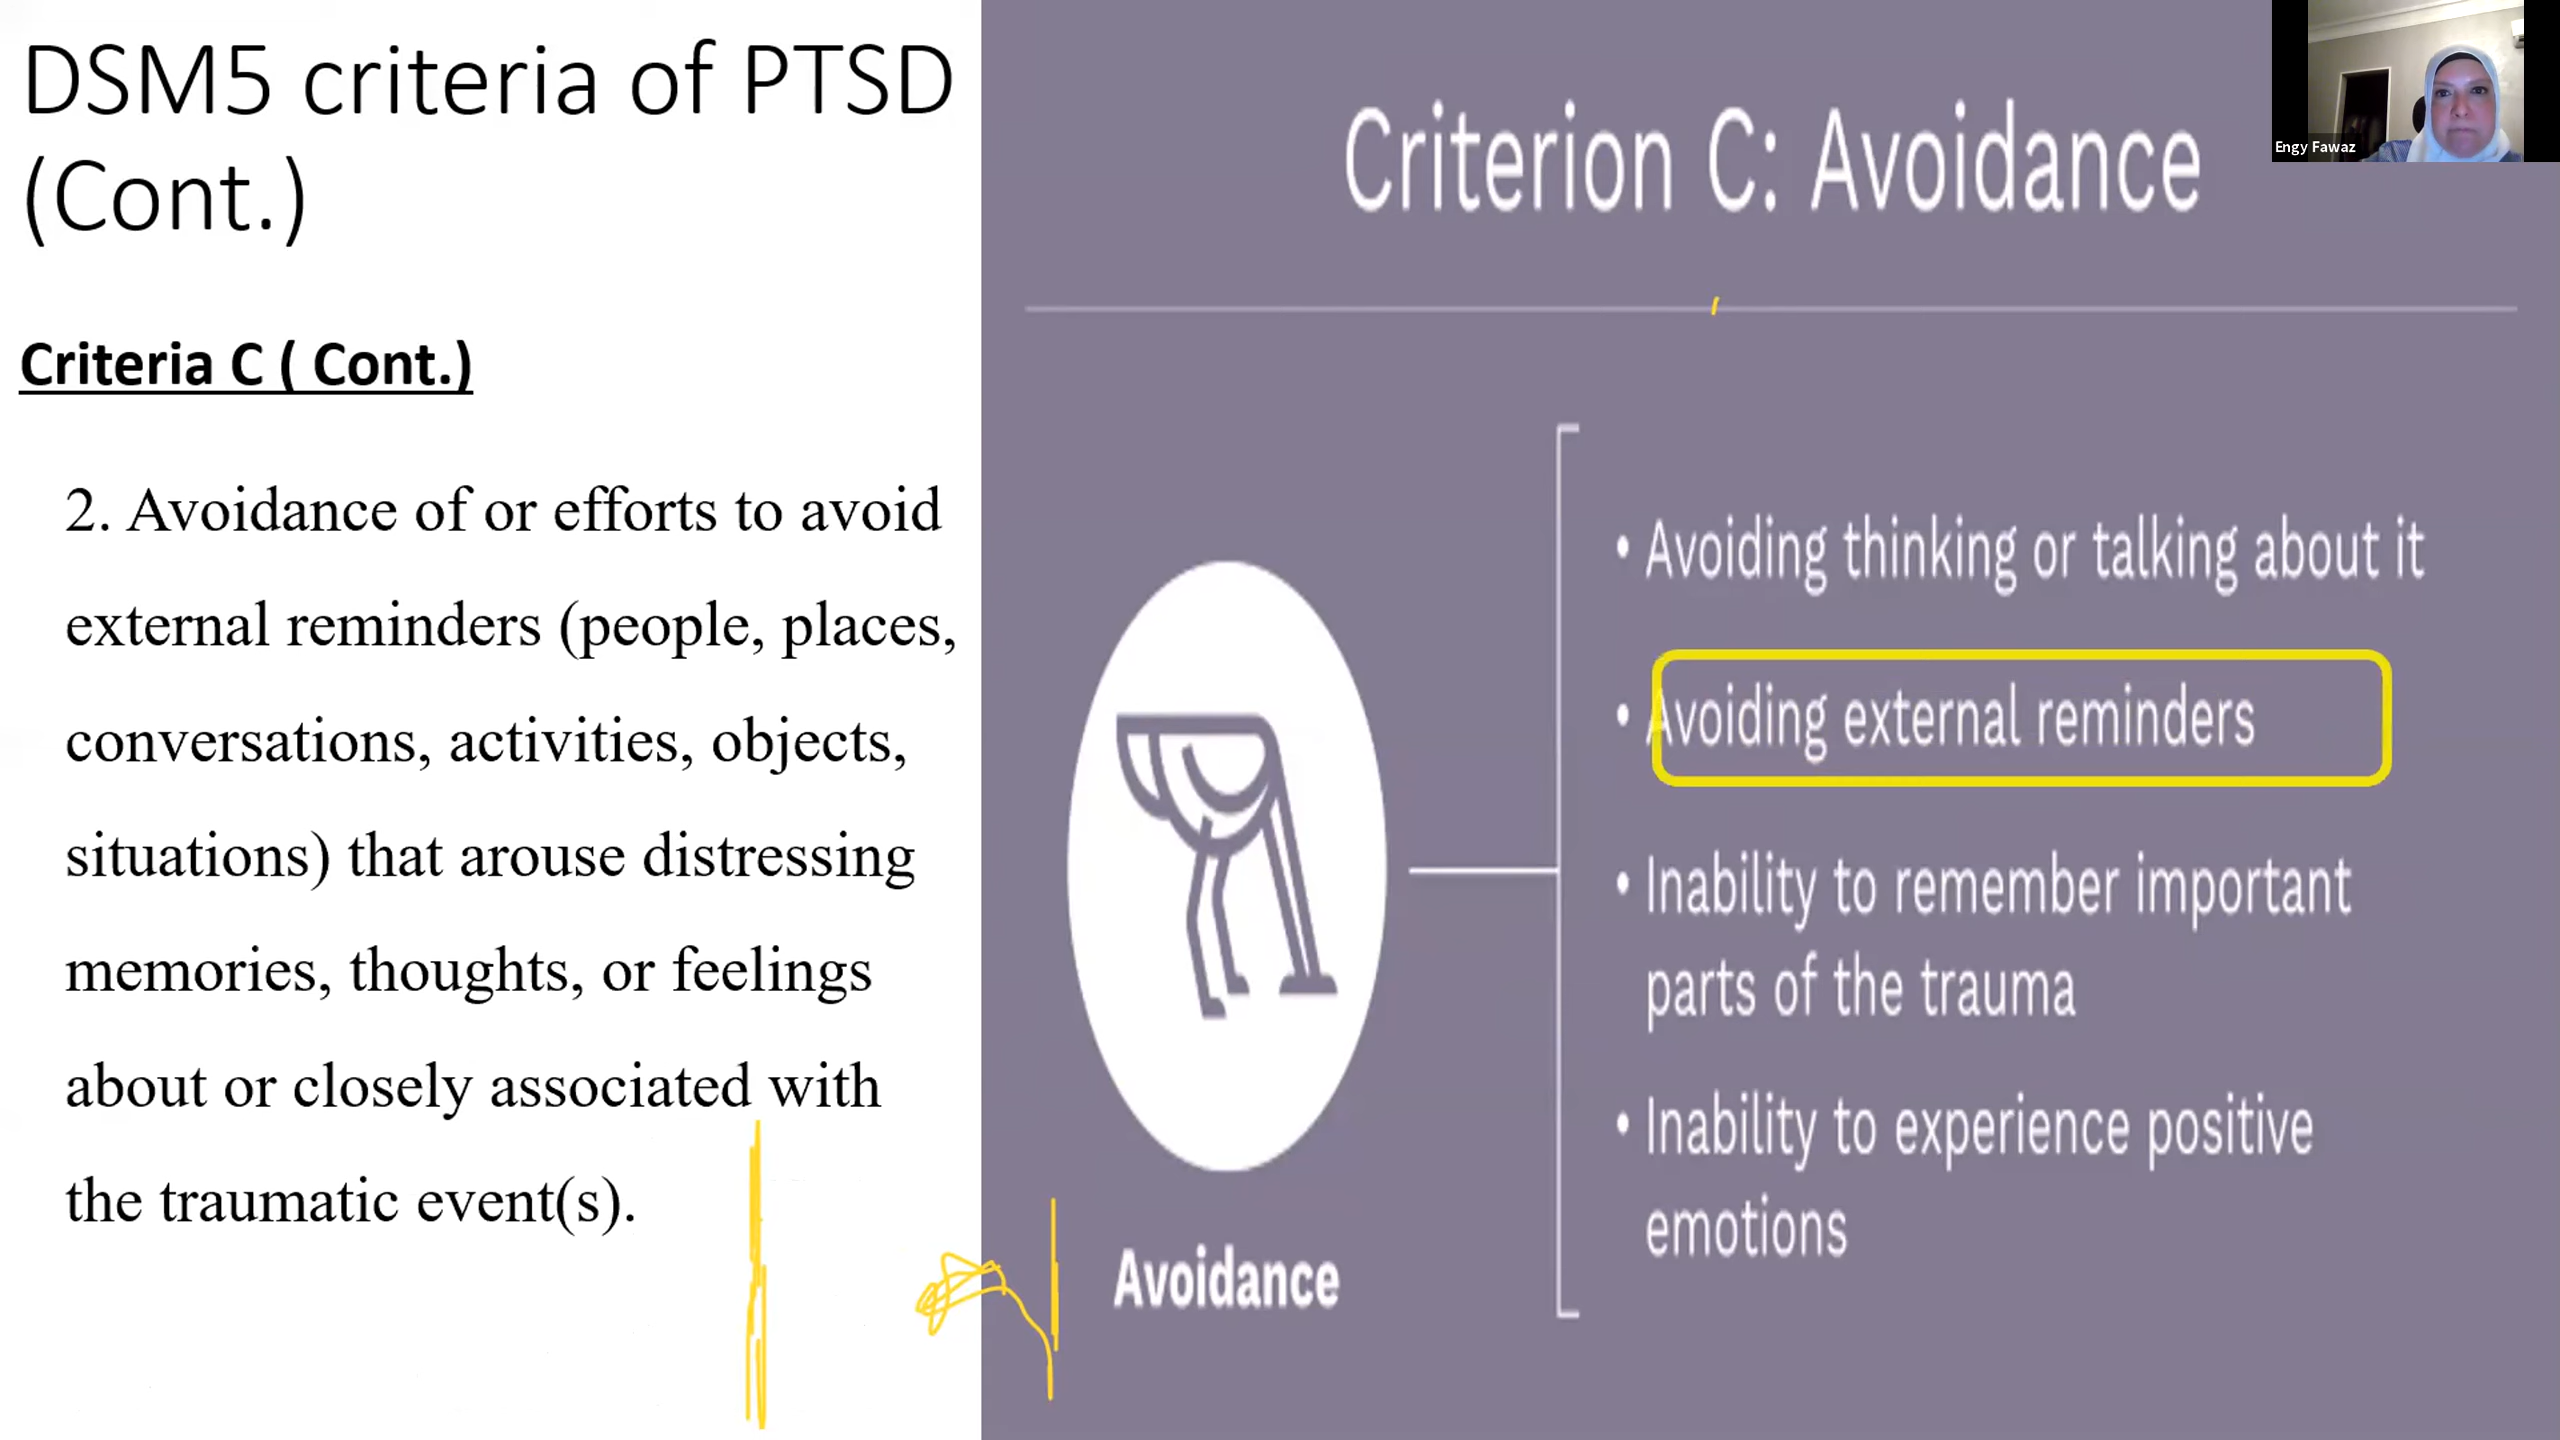 DSM5 criteria of PTSD
(Cont.)
Criteria C ( Cont.)
2. Avoidance of or efforts to avoid
external reminders (people, places,
conversations, activities, objects,
situations) that arouse distressing
memories, thoughts, or feelings
about or closely associated with
the traumatic event(s).
Criterion C: Avoidance
• Avoiding thinking or talking about it
• Avoiding external reminders
• Inability to remember important
parts of the trauma
• Inability to experience positive
emotions
Avoidance
Engy Fawaz